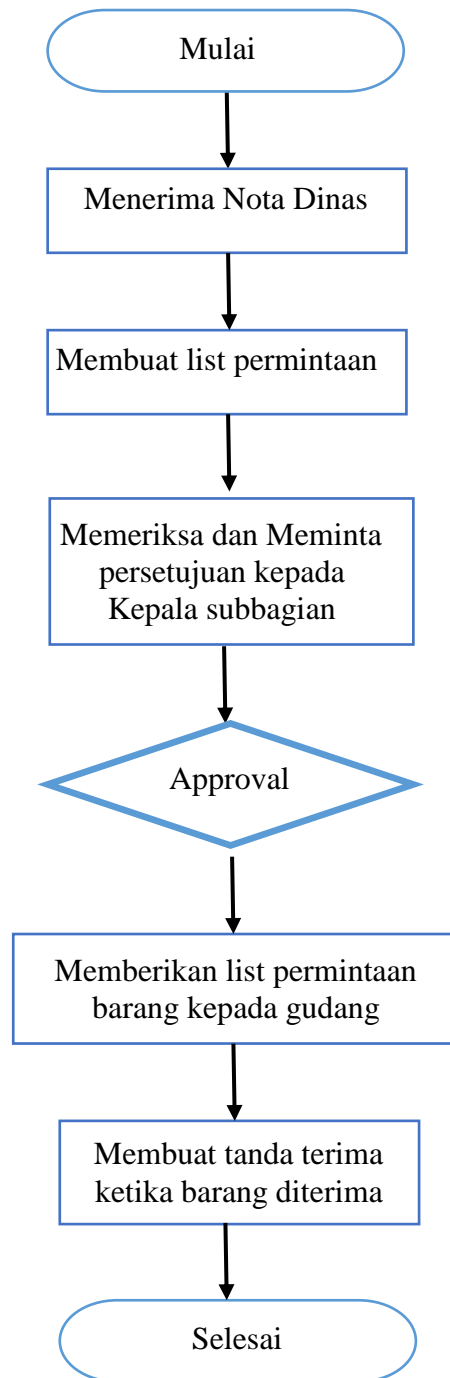 Mulai
Menerima Nota Dinas
Membuat list permintaan
Memeriksa dan Meminta
persetujuan kepada
Kepala subbagian
Approval
Memberikan list permintaan
barang kepada gudang
Membuat tanda terima
ketika barang diterima
Selesai